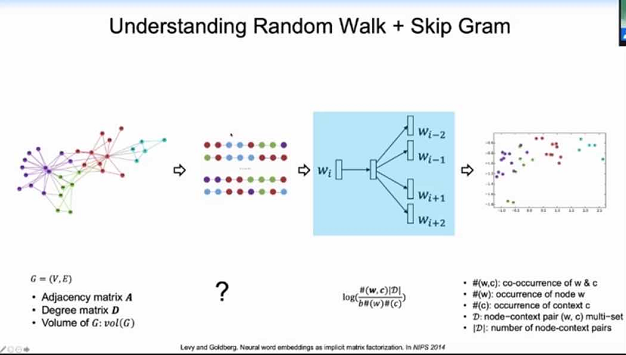 Understanding Random Walk + Skip Gram
w_i
w_{i-2}
w_{i-1}
w_{i+1}
w_{i+2}
G = (V, E)
• Adjacency matrix A
• Degree matrix D
• Volume of G: vol(G)
?
log(#(w,c)|D| / b#(w)#(c))
• #(w,c): co-occurrence of w & c
• #(w): occurrence of node w
• #(c): occurrence of context c
• D: node-context pair (w, c) multi-set
• |D|: number of node-context pairs
Levy and Goldberg. Neural word embeddings as implicit matrix factorization. In NIPS 2014